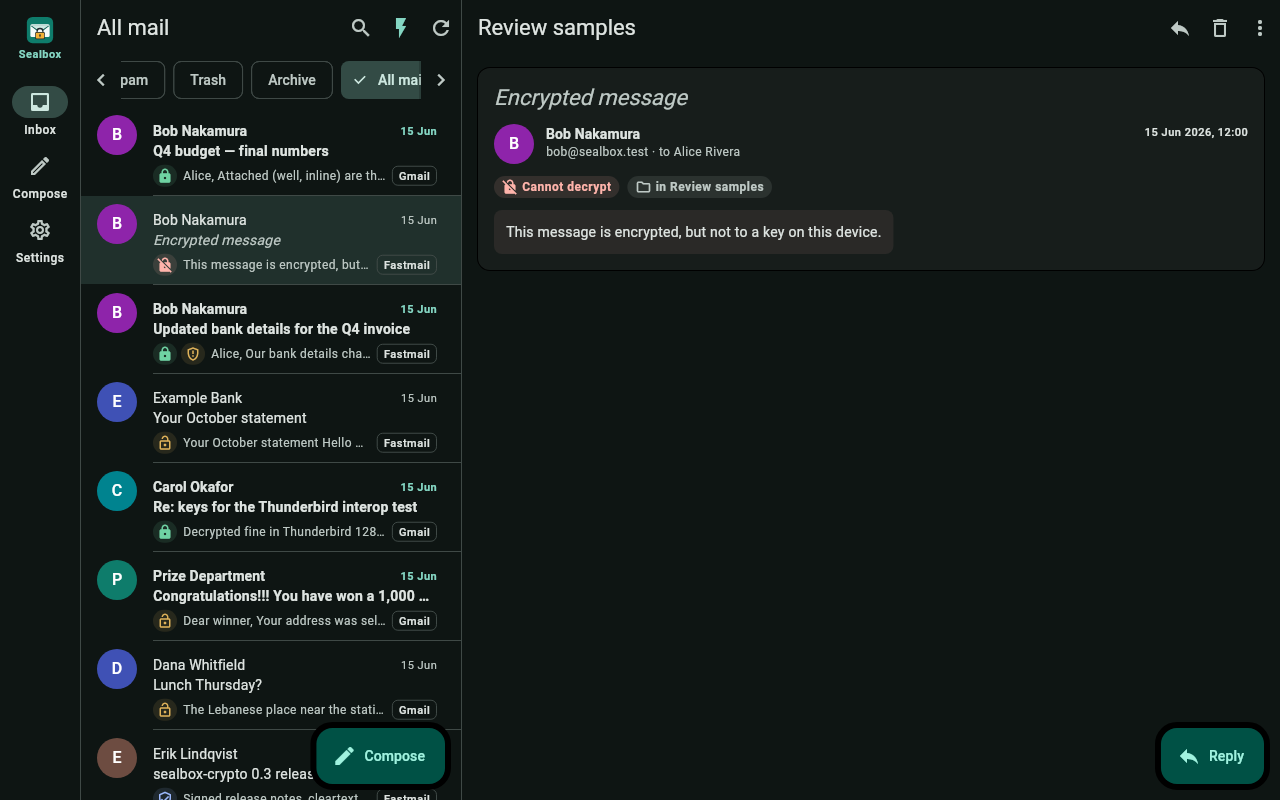 Sealbox
Inbox
Compose
Settings
All mail
pam
Trash
Archive
All mai
Bob Nakamura
15 Jun
Q4 budget — final numbers
Alice, Attached (well, inline) are th…
Gmail
Bob Nakamura
15 Jun
Encrypted message
This message is encrypted, but…
Fastmail
Bob Nakamura
15 Jun
Updated bank details for the Q4 invoice
Alice, Our bank details cha…
Fastmail
Example Bank
15 Jun
Your October statement
Your October statement Hello …
Fastmail
Carol Okafor
15 Jun
Re: keys for the Thunderbird interop test
Decrypted fine in Thunderbird 128…
Gmail
Prize Department
15 Jun
Congratulations!!! You have won a 1,000 …
Dear winner, Your address was sel…
Gmail
Dana Whitfield
15 Jun
Lunch Thursday?
The Lebanese place near the stati…
Gmail
Erik Lindqvist
sealbox-crypto 0.3 releas
Signed release notes, cleartext
Fastmail
Compose
Review samples
Encrypted message
Bob Nakamura
15 Jun 2026, 12:00
bob@sealbox.test · to Alice Rivera
Cannot decrypt
in Review samples
This message is encrypted, but not to a key on this device.
Reply
B
B
B
E
C
P
D
E
B